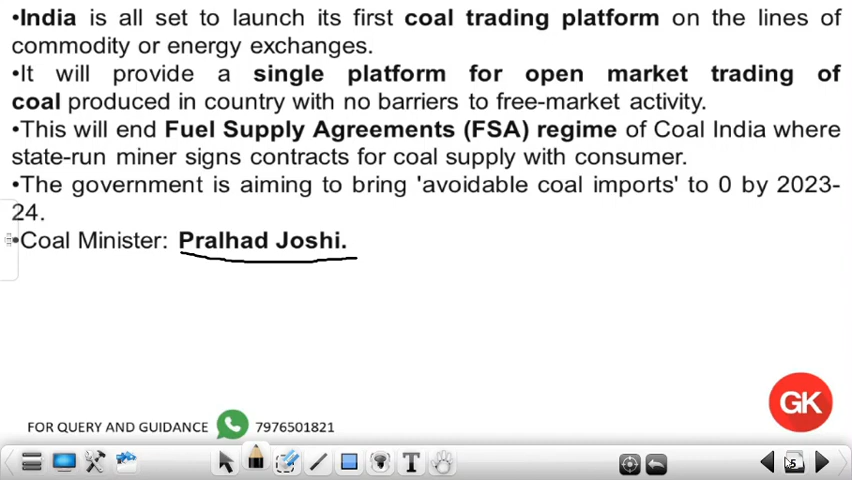 •India is all set to launch its first coal trading platform on the lines of
commodity or energy exchanges.
•It will provide a single platform for open market trading of
coal produced in country with no barriers to free-market activity.
•This will end Fuel Supply Agreements (FSA) regime of Coal India where
state-run miner signs contracts for coal supply with consumer.
•The government is aiming to bring 'avoidable coal imports' to 0 by 2023-
24.
•Coal Minister: Pralhad Joshi.
GK
FOR QUERY AND GUIDANCE 7976501821
T
5